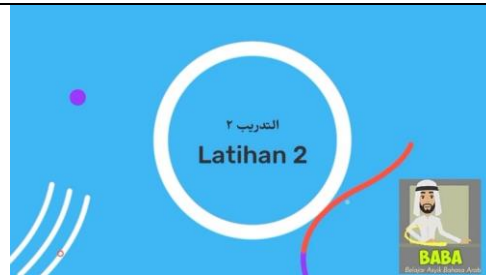 التدريب ٢
Latihan 2
BABA
Belajar Asyik Bahasa Arab